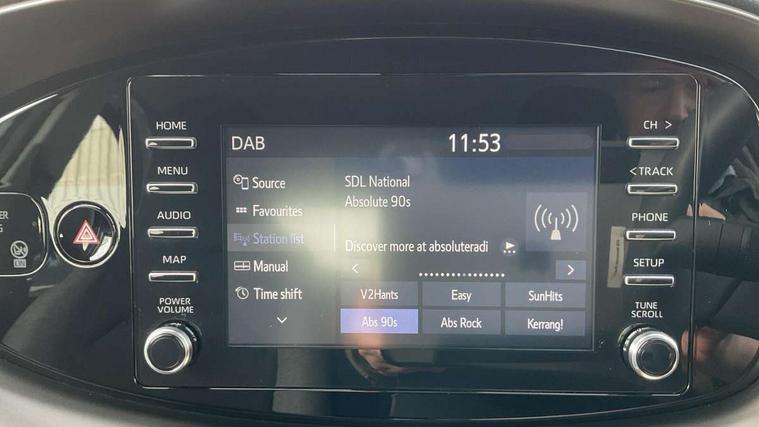 HOME
MENU
AUDIO
MAP
POWER
VOLUME
DAB
11:53
Source
Favourites
Station list
Manual
Time shift
SDL National
Absolute 90s
Discover more at absoluteradi
V2Hants
Easy
SunHits
Abs 90s
Abs Rock
Kerrang!
CH >
< TRACK
PHONE
SETUP
TUNE
SCROLL